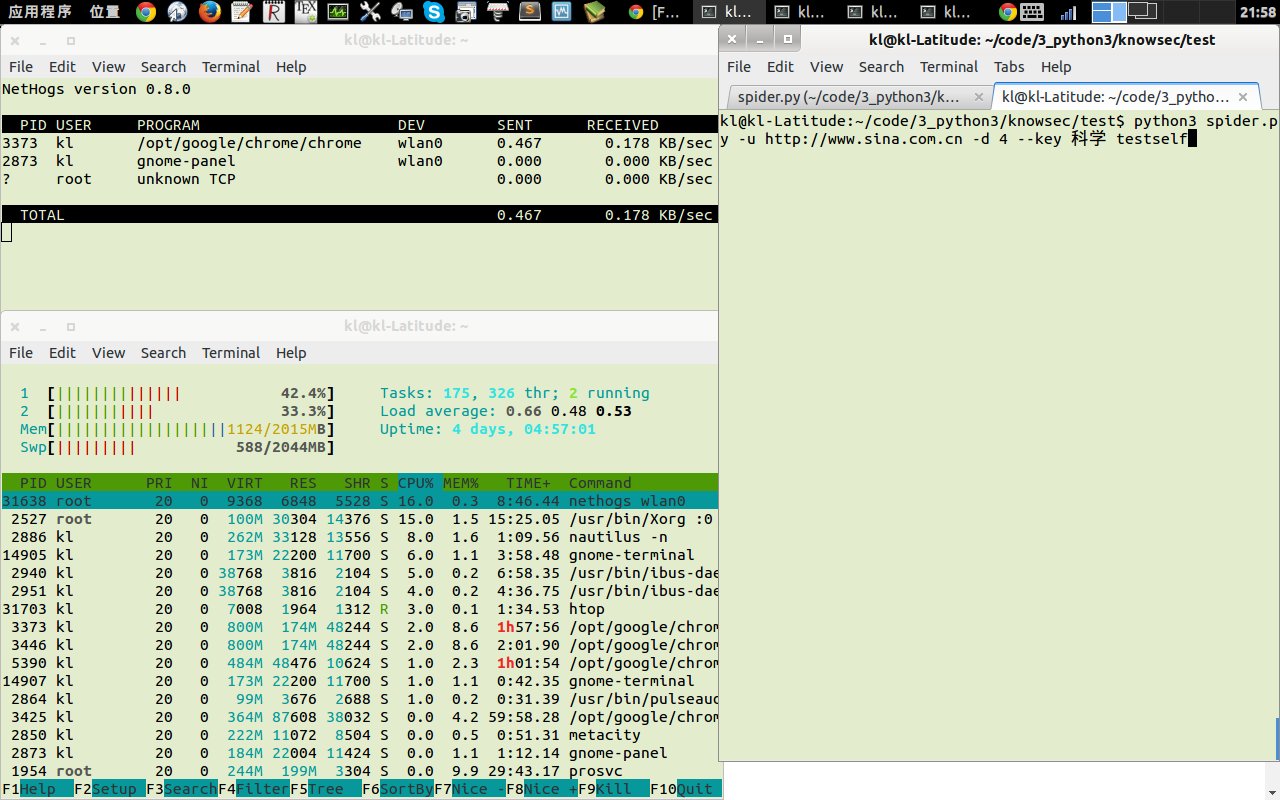 应用程序 位置 [F... kl... kl... kl... kl... 21:58
kl@kl-Latitude: ~
File Edit View Search Terminal Help
NetHogs version 0.8.0
PID USER PROGRAM DEV SENT RECEIVED
3373 kl /opt/google/chrome/chrome wlan0 0.467 0.178 KB/sec
2873 kl gnome-panel wlan0 0.000 0.000 KB/sec
? root unknown TCP 0.000 0.000 KB/sec
TOTAL 0.467 0.178 KB/sec
kl@kl-Latitude: ~
File Edit View Search Terminal Help
1 [|||||||||||||| 42.4%] Tasks: 175, 326 thr; 2 running
2 [||||||||||| 33.3%] Load average: 0.66 0.48 0.53
Mem[|||||||||||||||||||1124/2015MB] Uptime: 4 days, 04:57:01
Swp[||||||||| 588/2044MB]
PID USER PRI NI VIRT RES SHR S CPU% MEM% TIME+ Command
31638 root 20 0 9368 6848 5528 S 16.0 0.3 8:46.44 nethogs wlan0
2527 root 20 0 100M 30304 14376 S 15.0 1.5 15:25.05 /usr/bin/Xorg :0
2886 kl 20 0 262M 33128 13556 S 8.0 1.6 1:09.56 nautilus -n
14905 kl 20 0 173M 22200 11700 S 6.0 1.1 3:58.48 gnome-terminal
2940 kl 20 0 38768 3816 2104 S 5.0 0.2 6:58.35 /usr/bin/ibus-dae
2951 kl 20 0 38768 3816 2104 S 4.0 0.2 4:36.75 /usr/bin/ibus-dae
31703 kl 20 0 7008 1964 1312 R 3.0 0.1 1:34.53 htop
3373 kl 20 0 800M 174M 48244 S 2.0 8.6 1h57:56 /opt/google/chrom
3446 kl 20 0 800M 174M 48244 S 2.0 8.6 2:01.90 /opt/google/chrom
5390 kl 20 0 484M 48476 10624 S 1.0 2.3 1h01:54 /opt/google/chrom
14907 kl 20 0 173M 22200 11700 S 1.0 1.1 0:42.35 gnome-terminal
2864 kl 20 0 99M 3676 2688 S 1.0 0.2 0:31.39 /usr/bin/pulseaud
3425 kl 20 0 364M 87608 38032 S 0.0 4.2 59:58.28 /opt/google/chrom
2850 kl 20 0 222M 11072 8504 S 0.0 0.5 0:51.31 metacity
2873 kl 20 0 184M 22004 11424 S 0.0 1.1 1:12.14 gnome-panel
1954 root 20 0 244M 199M 3304 S 0.0 9.9 29:43.17 prosvc
F1Help F2Setup F3SearchF4FilterF5Tree F6SortByF7Nice -F8Nice +F9Kill F10Quit
kl@kl-Latitude: ~/code/3_python3/knowsec/test
File Edit View Search Terminal Tabs Help
spider.py (~/code/3_python3/k... kl@kl-Latitude: ~/code/3_pytho...
kl@kl-Latitude:~/code/3_python3/knowsec/test$ python3 spider.p
y -u http://www.sina.com.cn -d 4 --key 科学 testself